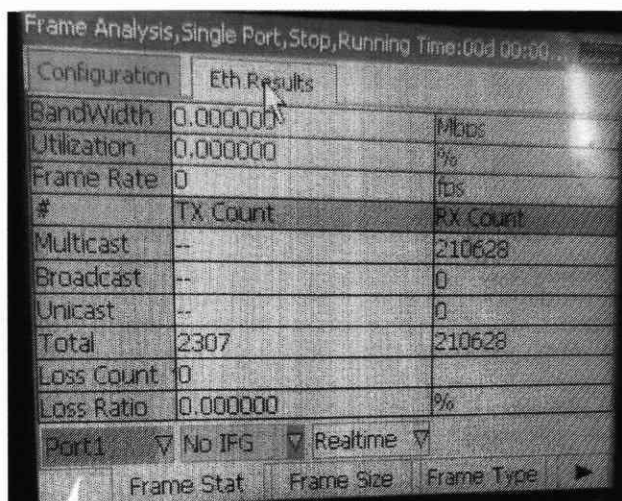 Frame Analysis,Single Port,Stop,Running Time:00d 00:00...
Configuration Eth Results
BandWidth 0.000000 Mbps
Utilization 0.000000 %
Frame Rate 0 fps
# TX Count RX Count
Multicast -- 210628
Broadcast -- 0
Unicast -- 0
Total 2307 210628
Loss Count 0
Loss Ratio 0.000000 %
Port1 No IFG Realtime
Frame Stat Frame Size Frame Type